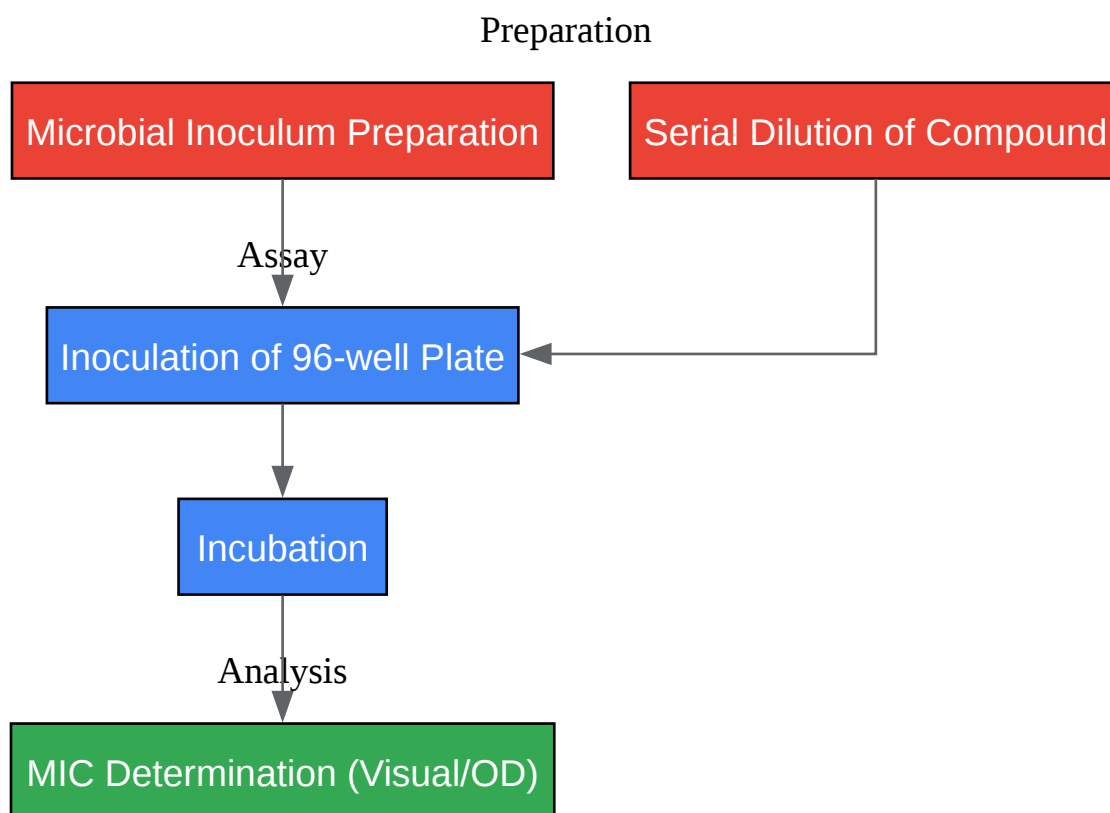 Preparation
Microbial Inoculum Preparation
Serial Dilution of Compound
Assay
Inoculation of 96-well Plate
Incubation
Analysis
MIC Determination (Visual/OD)